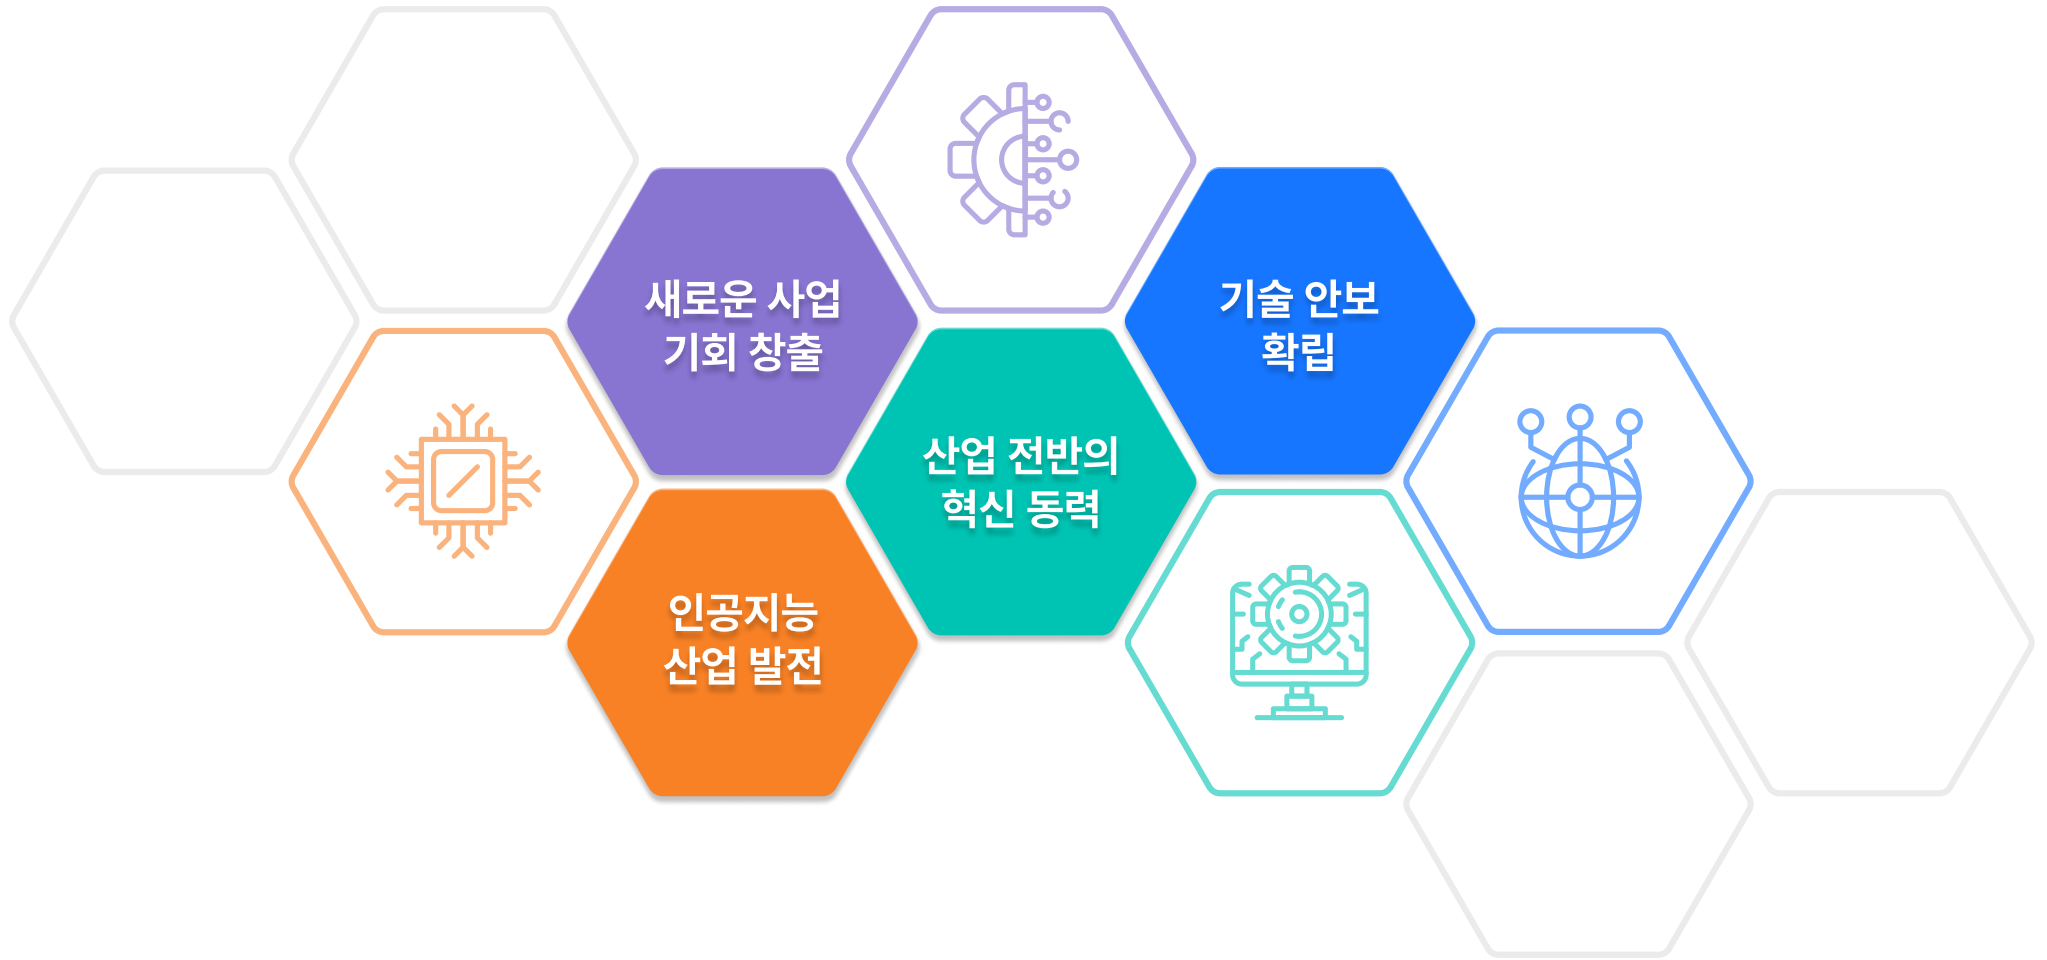 새로운 사업
기회 창출
기술 안보
확립
산업 전반의
혁신 동력
인공지능
산업 발전